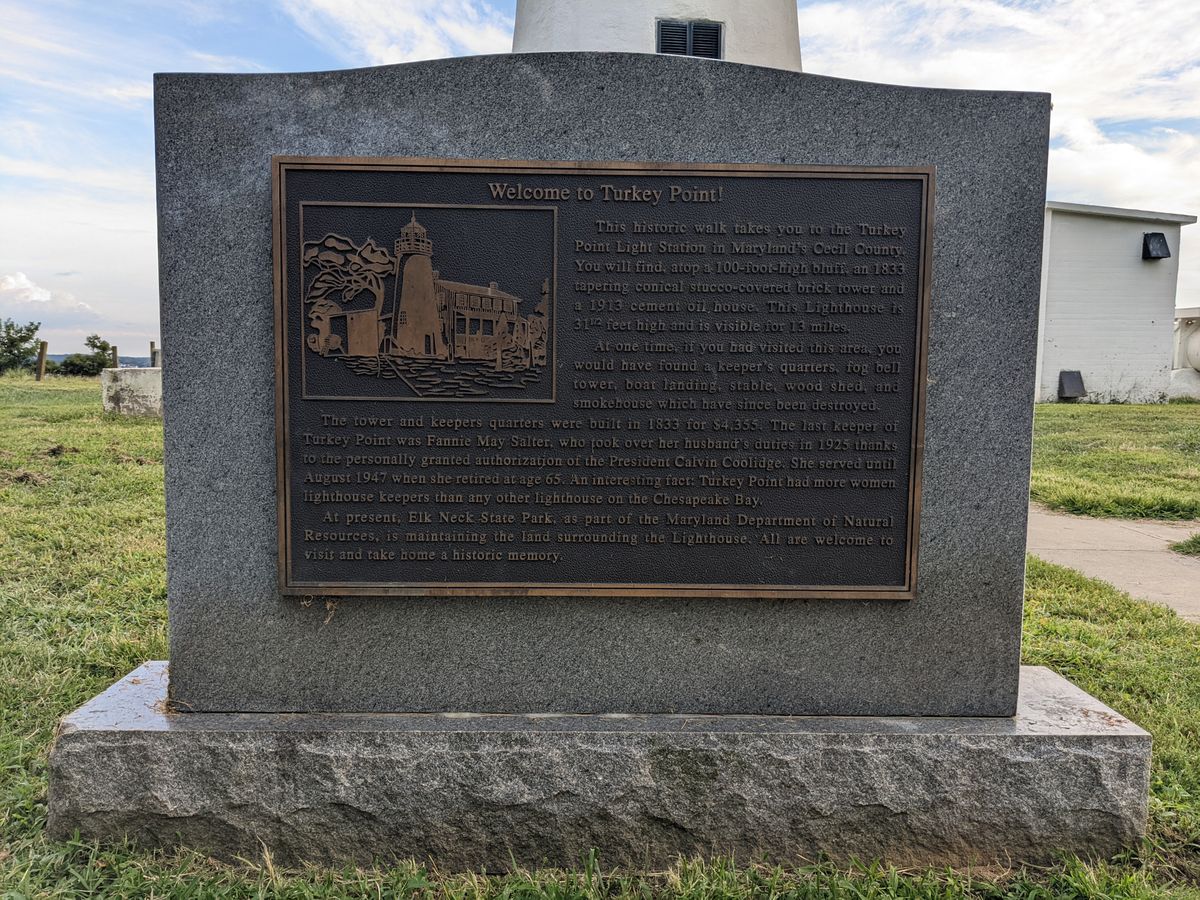 Welcome to Turkey Point!
This historic walk takes you to the Turkey
Point Light Station in Maryland's Cecil County.
You will find, atop a 100-foot-high bluff, an 1833
tapering conical stucco-covered brick tower and
a 1913 cement oil house. This Lighthouse is
31 1/2 feet high and is visible for 13 miles.
At one time, if you had visited this area, you
would have found a keeper's quarters, fog bell
tower, boat landing, stable, wood shed, and
smokehouse which have since been destroyed.
The tower and keepers quarters were built in 1833 for $4,355. The last keeper of
Turkey Point was Fannie May Salter, who took over her husband's duties in 1925 thanks
to the personally granted authorization of the President Calvin Coolidge. She served until
August 1947 when she retired at age 65. An interesting fact: Turkey Point had more women
lighthouse keepers than any other lighthouse on the Chesapeake Bay.
At present, Elk Neck State Park, as part of the Maryland Department of Natural
Resources, is maintaining the land surrounding the Lighthouse. All are welcome to
visit and take home a historic memory.